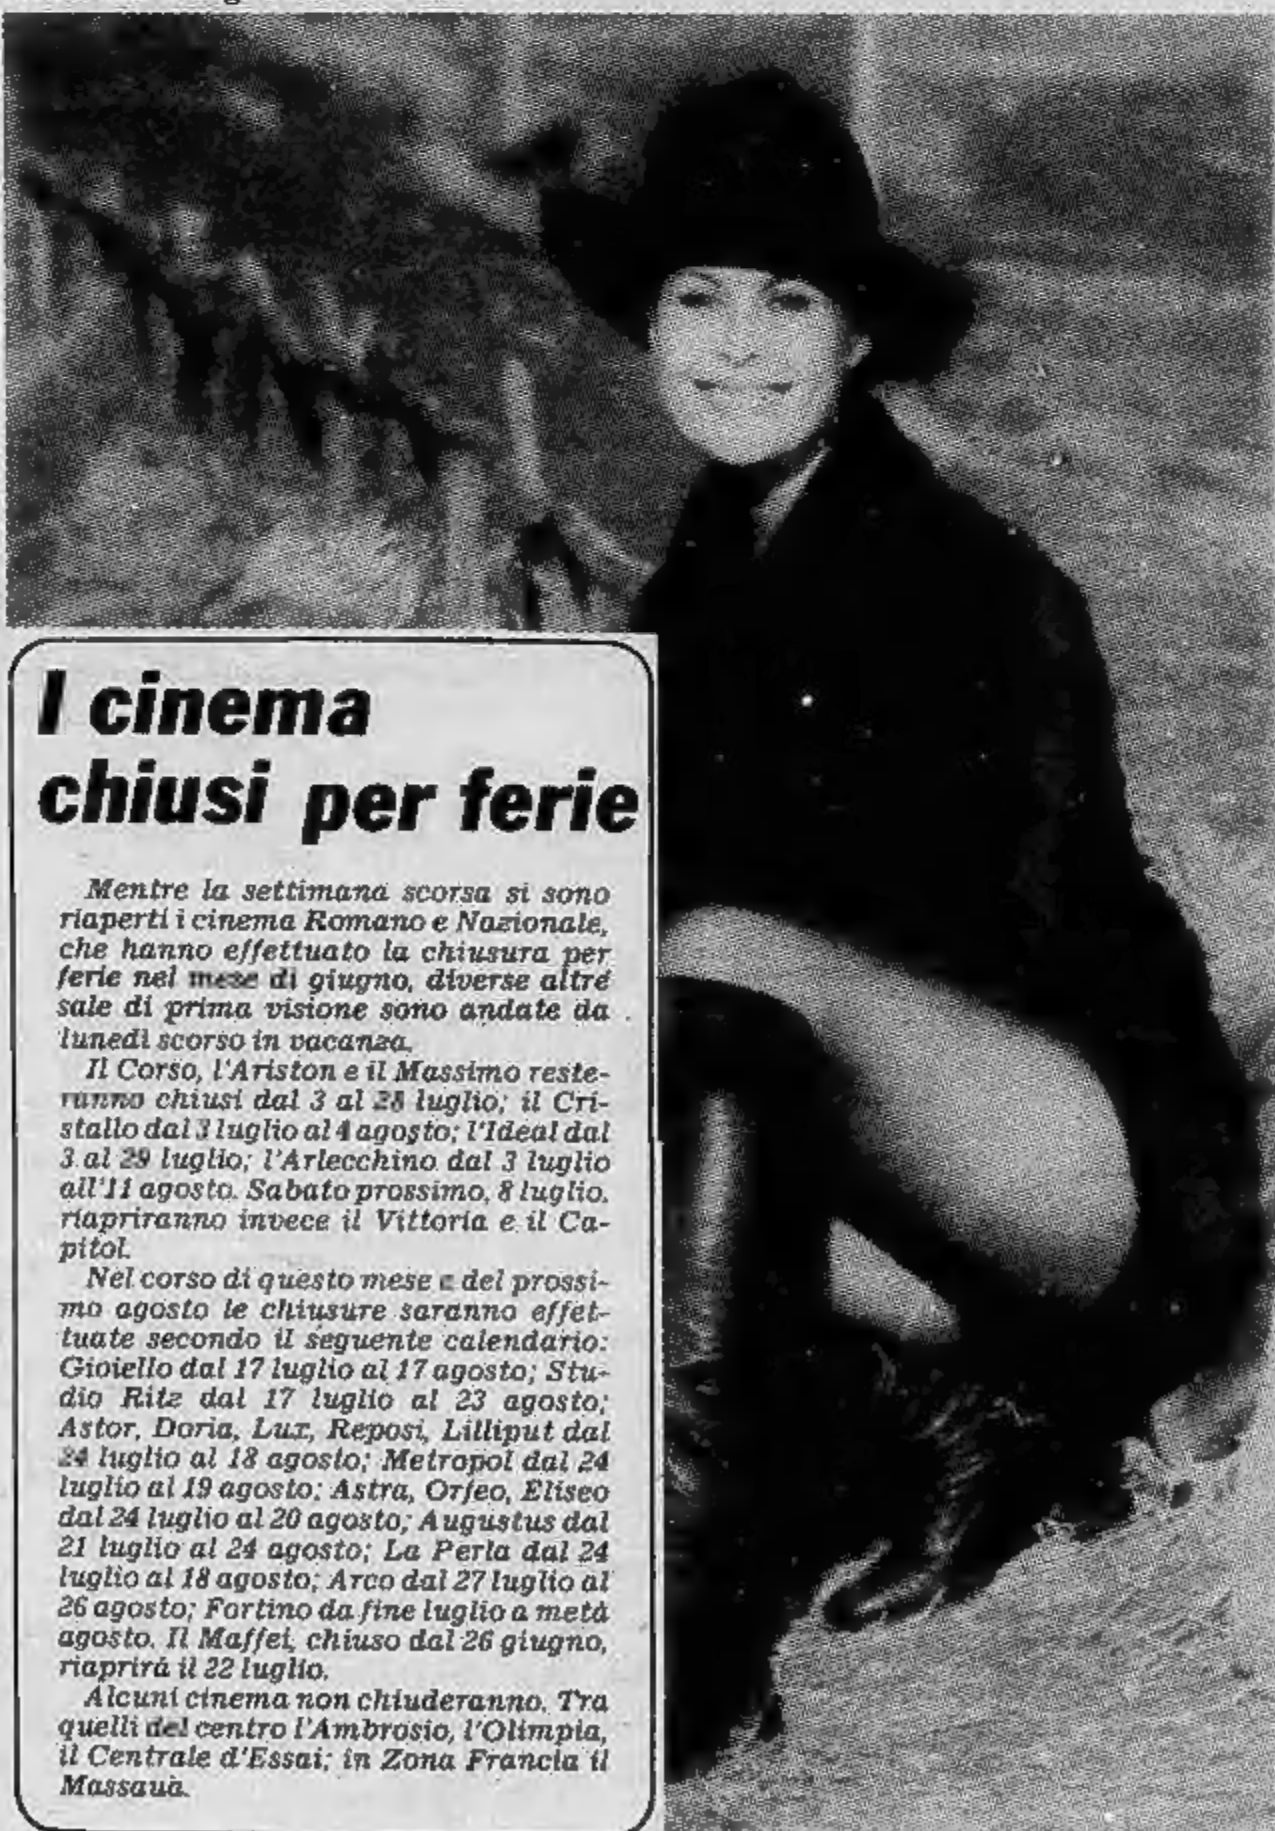 I cinema
chiusi per ferie
Mentre la settimana scorsa si sono
riaperti i cinema Romano e Nazionale,
che hanno effettuato la chiusura per
ferie nel mese di giugno, diverse altre
sale di prima visione sono andate da
lunedì scorso in vacanza.
Il Corso, l'Ariston e il Massimo reste-
ranno chiusi dal 3 al 28 luglio; il Cri-
stallo dal 3 luglio al 4 agosto; l'Ideal dal
3 al 29 luglio; l'Arlecchino dal 3 luglio
all'11 agosto. Sabato prossimo, 8 luglio,
riapriranno invece il Vittoria e il Ca-
pitol.
Nel corso di questo mese e del prossi-
mo agosto le chiusure saranno effet-
tuate secondo il seguente calendario:
Gioiello dal 17 luglio al 17 agosto; Stu-
dio Ritz dal 17 luglio al 23 agosto;
Astor, Doria, Lux, Reposi, Lilliput dal
24 luglio al 18 agosto; Metropol dal 24
luglio al 19 agosto; Astra, Orfeo, Eliseo
dal 24 luglio al 20 agosto; Augustus dal
21 luglio al 24 agosto; La Perla dal 24
luglio al 18 agosto; Arco dal 27 luglio al
26 agosto; Fortino da fine luglio a metà
agosto. Il Maffei, chiuso dal 26 giugno,
riaprirà il 22 luglio.
Alcuni cinema non chiuderanno. Tra
quelli del centro l'Ambrosio, l'Olimpia,
il Centrale d'Essai; in Zona Francia il
Massaua.